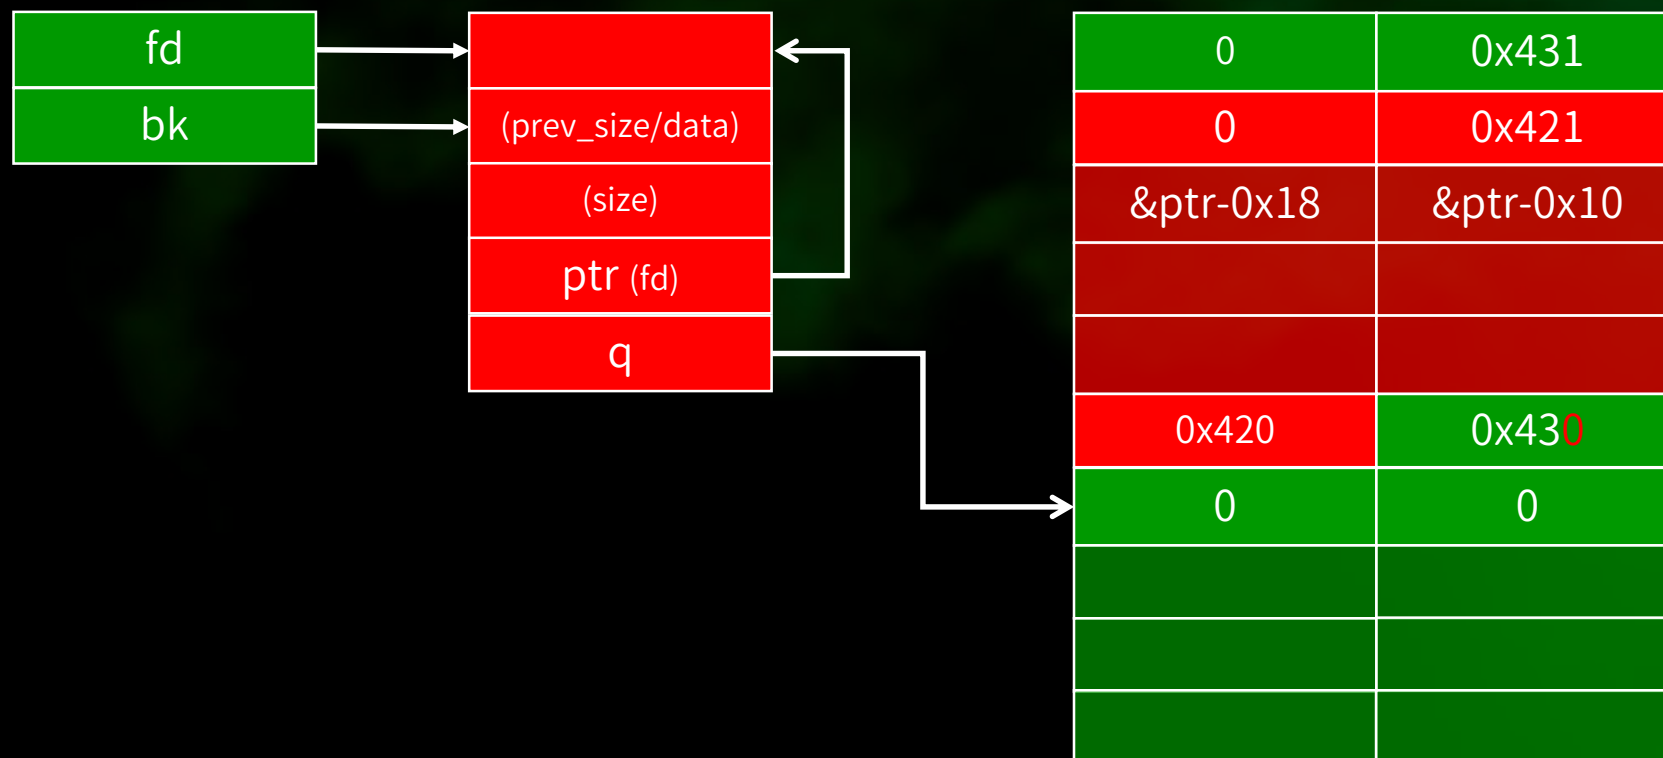 fd
bk
(prev_size/data)
(size)
ptr (fd)
q
0 0x431
0 0x421
&ptr-0x18 &ptr-0x10
0x420 0x430
0 0